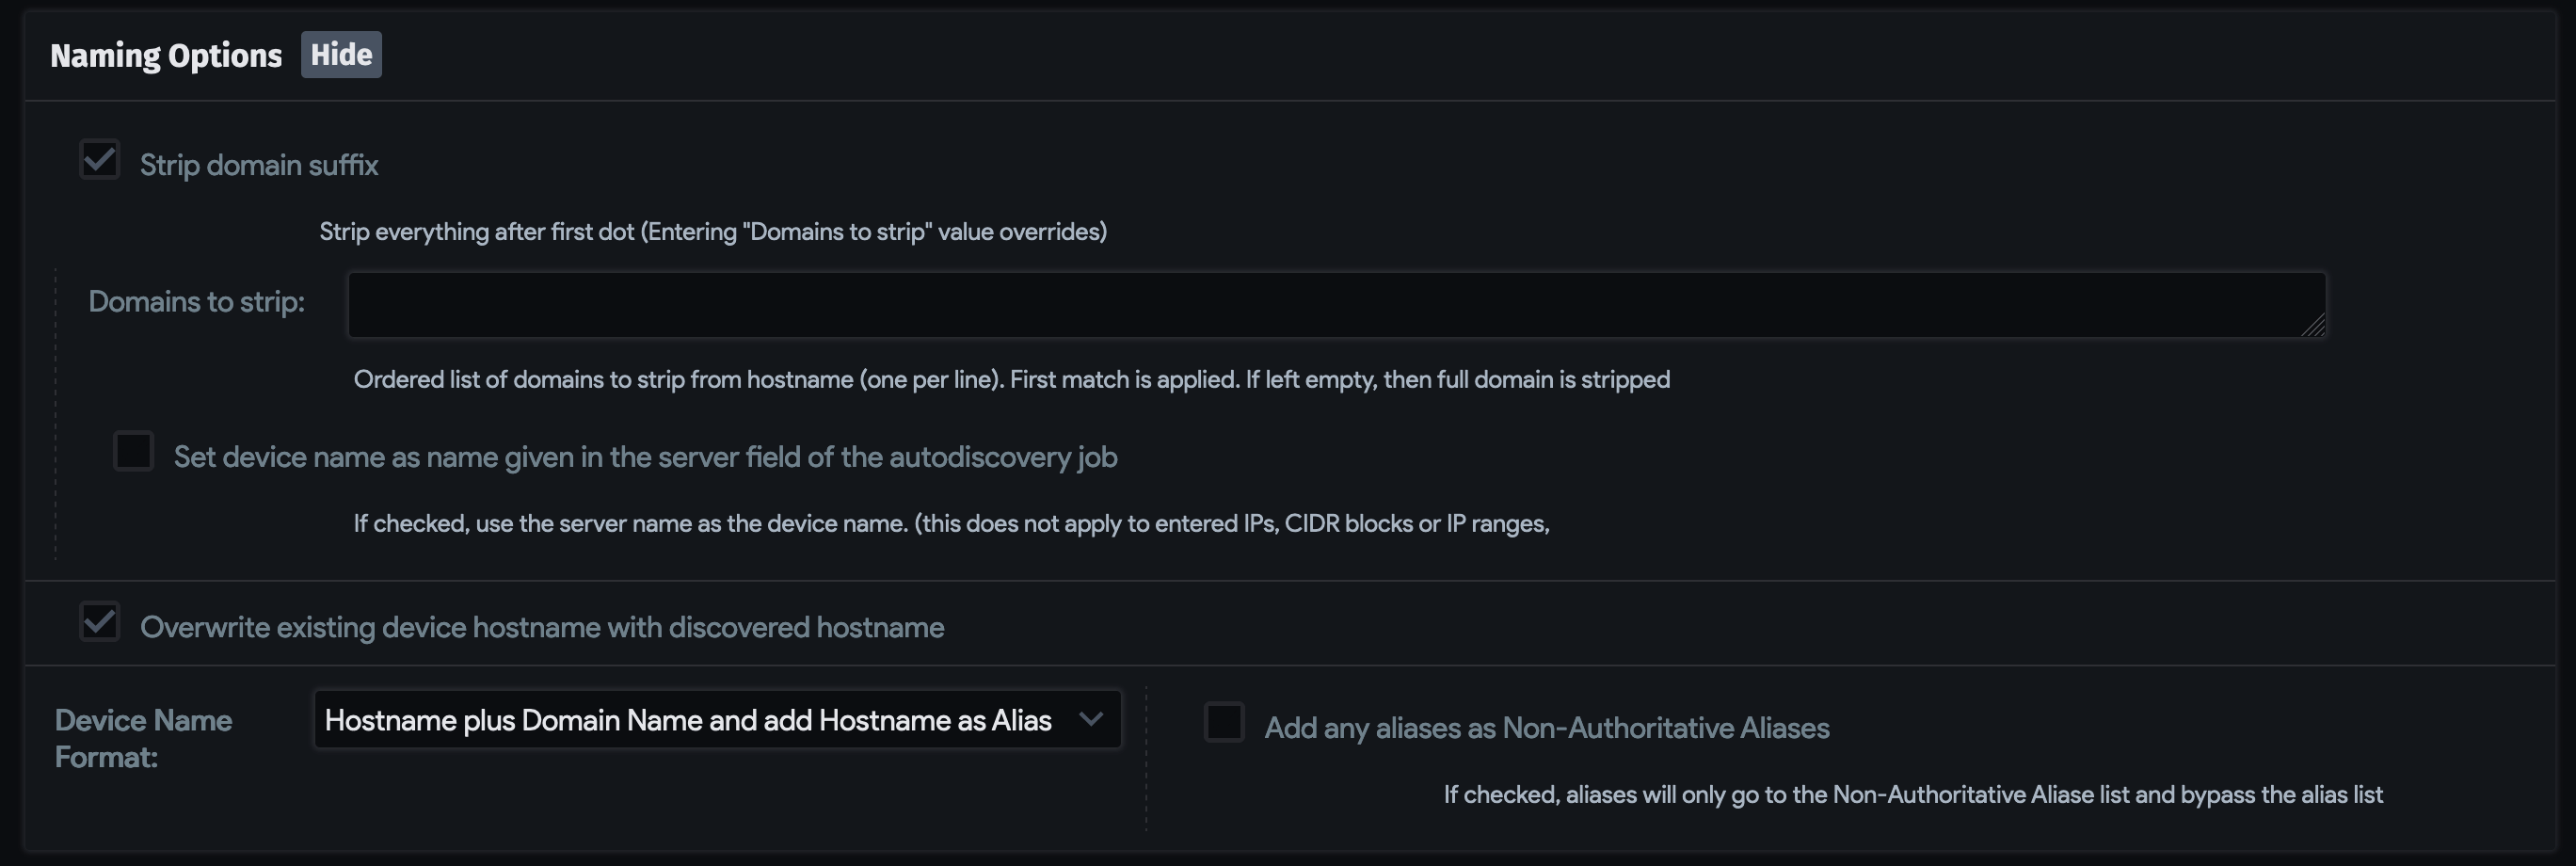 Naming Options Hide
Strip domain suffix
Strip everything after first dot (Entering "Domains to strip" value overrides)
Domains to strip:
Ordered list of domains to strip from hostname (one per line). First match is applied. If left empty, then full domain is stripped
Set device name as name given in the server field of the autodiscovery job
If checked, use the server name as the device name. (this does not apply to entered IPs, CIDR blocks or IP ranges,
Overwrite existing device hostname with discovered hostname
Device Name
Format:
Hostname plus Domain Name and add Hostname as Alias
Add any aliases as Non-Authoritative Aliases
If checked, aliases will only go to the Non-Authoritative Aliase list and bypass the alias list